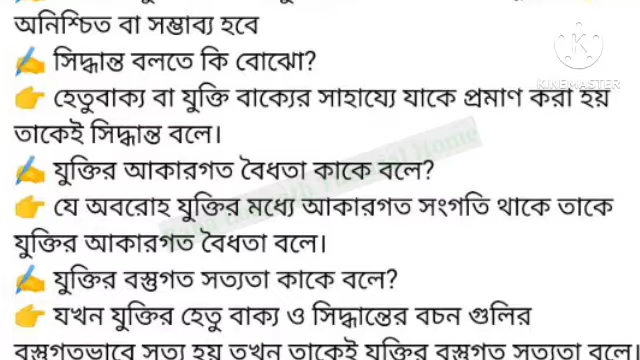 অনিশ্চিত বা সম্ভাব্য হবে
KINEMASTER
✍️ সিদ্ধান্ত বলতে কি বোঝো?
👉 হেতুবাক্য বা যুক্তি বাক্যের সাহায্যে যাকে প্রমাণ করা হয়
তাকেই সিদ্ধান্ত বলে।
✍️ যুক্তির আকারগত বৈধতা কাকে বলে?
👉 যে অবরোহ যুক্তির মধ্যে আকারগত সংগতি থাকে তাকে
যুক্তির আকারগত বৈধতা বলে।
✍️ যুক্তির বস্তুগত সত্যতা কাকে বলে?
👉 যখন যুক্তির হেতু বাক্য ও সিদ্ধান্তের বচন গুলির
বস্তুগতভাবে সত্য হয় তখন তাকেই যুক্তির বস্তুগত সত্যতা বলে।